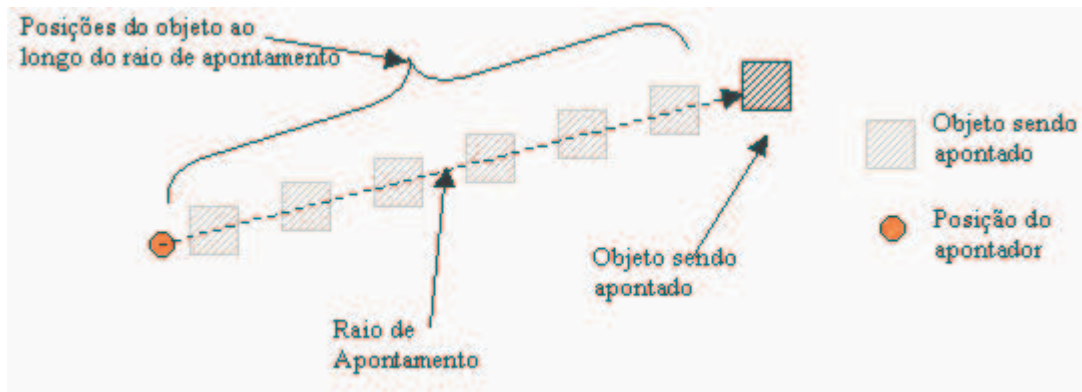 Posições do objeto ao
longo do raio de apontamento
Objeto sendo
apontado
Posição do
apontador
Objeto sendo
apontado
Raio de
Apontamento